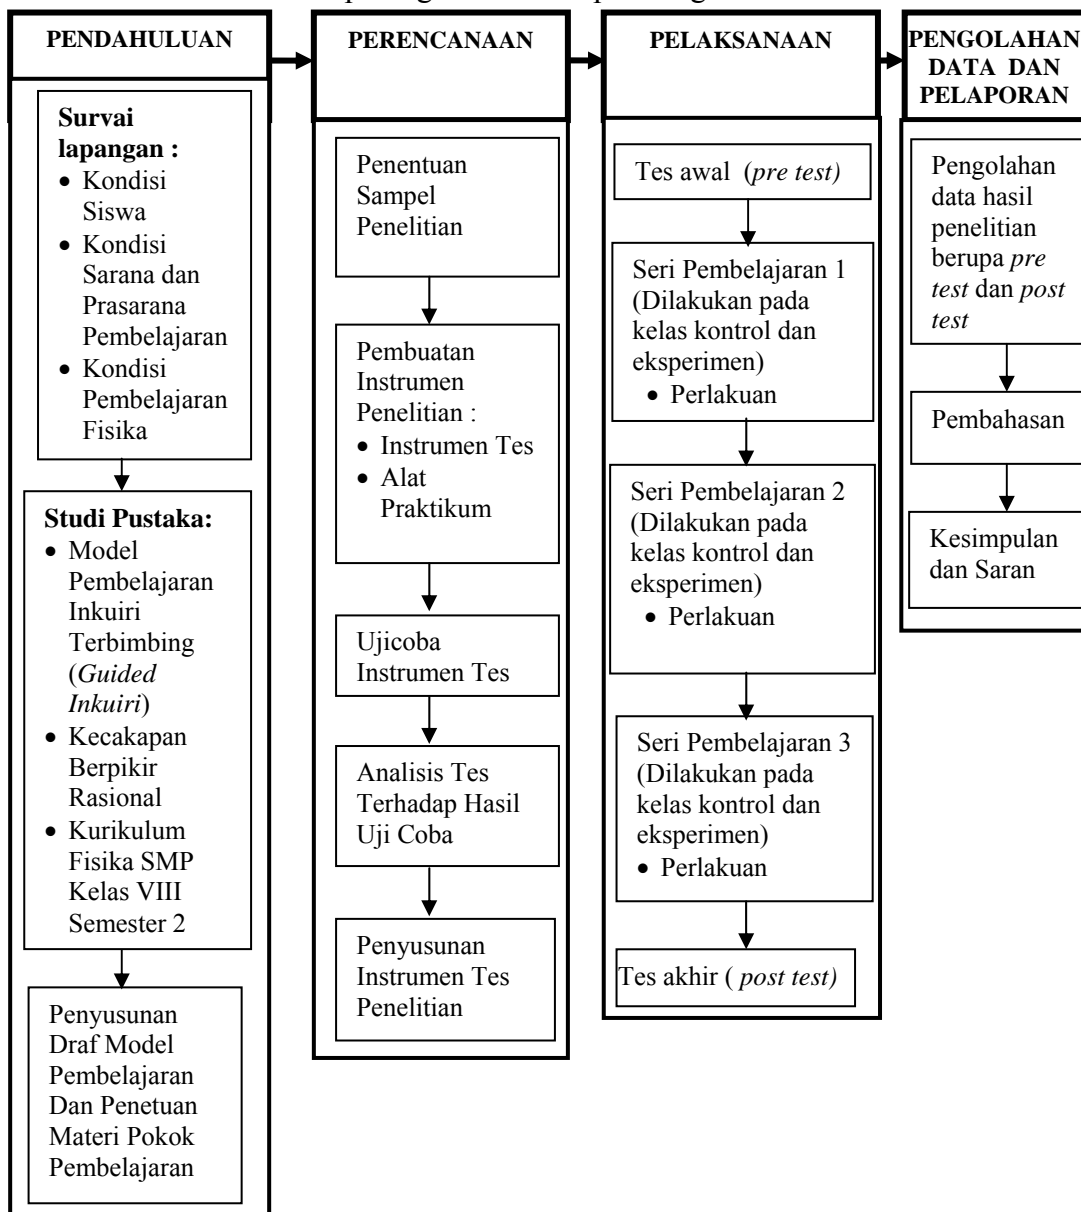 PENDAHULUAN
Survai
lapangan :
• Kondisi
Siswa
• Kondisi
Sarana dan
Prasarana
Pembelajaran
• Kondisi
Pembelajaran
Fisika
Studi Pustaka:
• Model
Pembelajaran
Inkuiri
Terbimbing
(Guided
Inkuiri)
• Kecakapan
Berpikir
Rasional
• Kurikulum
Fisika SMP
Kelas VIII
Semester 2
Penyusunan
Draf Model
Pembelajaran
Dan Penetuan
Materi Pokok
Pembelajaran
PERENCANAAN
Penentuan
Sampel
Penelitian
Pembuatan
Instrumen
Penelitian :
• Instrumen Tes
• Alat
Praktikum
Ujicoba
Instrumen Tes
Analisis Tes
Terhadap Hasil
Uji Coba
Penyusunan
Instrumen Tes
Penelitian
PELAKSANAAN
Tes awal (pre test)
Seri Pembelajaran 1
(Dilakukan pada
kelas kontrol dan
eksperimen)
• Perlakuan
Seri Pembelajaran 2
(Dilakukan pada
kelas kontrol dan
eksperimen)
• Perlakuan
Seri Pembelajaran 3
(Dilakukan pada
kelas kontrol dan
eksperimen)
• Perlakuan
Tes akhir ( post test)
PENGOLAHAN
DATA DAN
PELAPORAN
Pengolahan
data hasil
penelitian
berupa pre
test dan post
test
Pembahasan
Kesimpulan
dan Saran